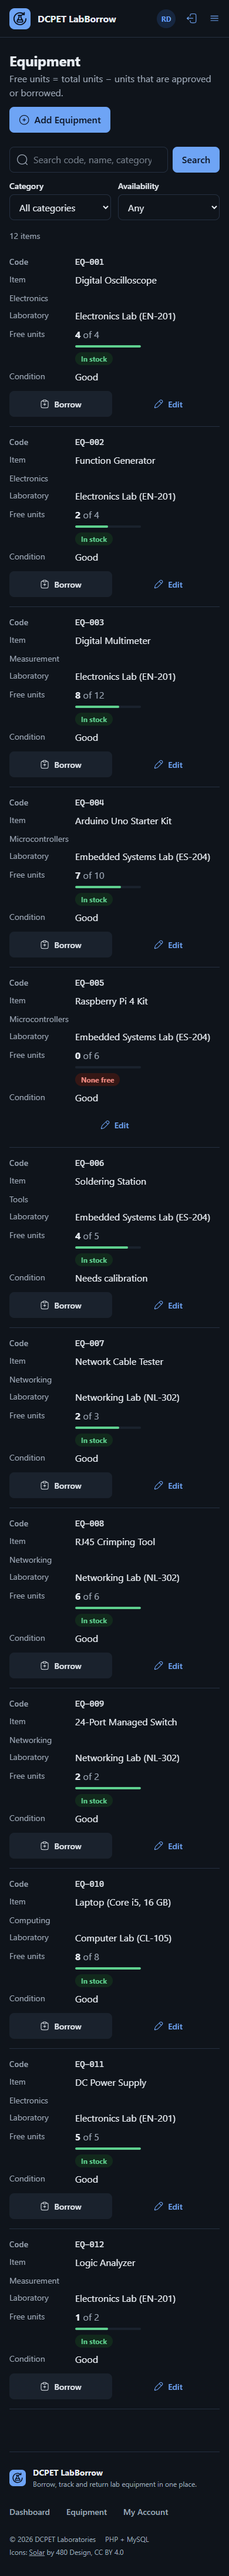 DCPET LabBorrow
RD
Equipment
Free units = total units − units that are approved
or borrowed.
Add Equipment
Search code, name, category
Search
Category
Availability
All categories
Any
12 items
Code EQ-001
Item Digital Oscilloscope
Electronics
Laboratory Electronics Lab (EN-201)
Free units 4 of 4
In stock
Condition Good
Borrow Edit
Code EQ-002
Item Function Generator
Electronics
Laboratory Electronics Lab (EN-201)
Free units 2 of 4
In stock
Condition Good
Borrow Edit
Code EQ-003
Item Digital Multimeter
Measurement
Laboratory Electronics Lab (EN-201)
Free units 8 of 12
In stock
Condition Good
Borrow Edit
Code EQ-004
Item Arduino Uno Starter Kit
Microcontrollers
Laboratory Embedded Systems Lab (ES-204)
Free units 7 of 10
In stock
Condition Good
Borrow Edit
Code EQ-005
Item Raspberry Pi 4 Kit
Microcontrollers
Laboratory Embedded Systems Lab (ES-204)
Free units 0 of 6
None free
Condition Good
Edit
Code EQ-006
Item Soldering Station
Tools
Laboratory Embedded Systems Lab (ES-204)
Free units 4 of 5
In stock
Condition Needs calibration
Borrow Edit
Code EQ-007
Item Network Cable Tester
Networking
Laboratory Networking Lab (NL-302)
Free units 2 of 3
In stock
Condition Good
Borrow Edit
Code EQ-008
Item RJ45 Crimping Tool
Networking
Laboratory Networking Lab (NL-302)
Free units 6 of 6
In stock
Condition Good
Borrow Edit
Code EQ-009
Item 24-Port Managed Switch
Networking
Laboratory Networking Lab (NL-302)
Free units 2 of 2
In stock
Condition Good
Borrow Edit
Code EQ-010
Item Laptop (Core i5, 16 GB)
Computing
Laboratory Computer Lab (CL-105)
Free units 8 of 8
In stock
Condition Good
Borrow Edit
Code EQ-011
Item DC Power Supply
Electronics
Laboratory Electronics Lab (EN-201)
Free units 5 of 5
In stock
Condition Good
Borrow Edit
Code EQ-012
Item Logic Analyzer
Measurement
Laboratory Electronics Lab (EN-201)
Free units 1 of 2
In stock
Condition Good
Borrow Edit
DCPET LabBorrow
Borrow, track and return lab equipment in one place.
Dashboard Equipment My Account
© 2026 DCPET Laboratories PHP + MySQL
Icons: Solar by 480 Design, CC BY 4.0